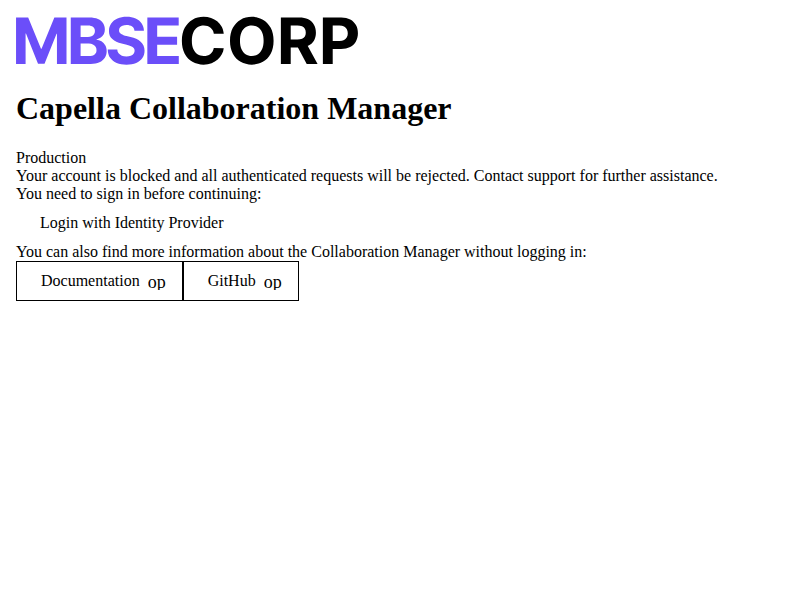 MBSECORP
Capella Collaboration Manager
Production
Your account is blocked and all authenticated requests will be rejected. Contact support for further assistance.
You need to sign in before continuing:
Login with Identity Provider
You can also find more information about the Collaboration Manager without logging in:
Documentation op GitHub op